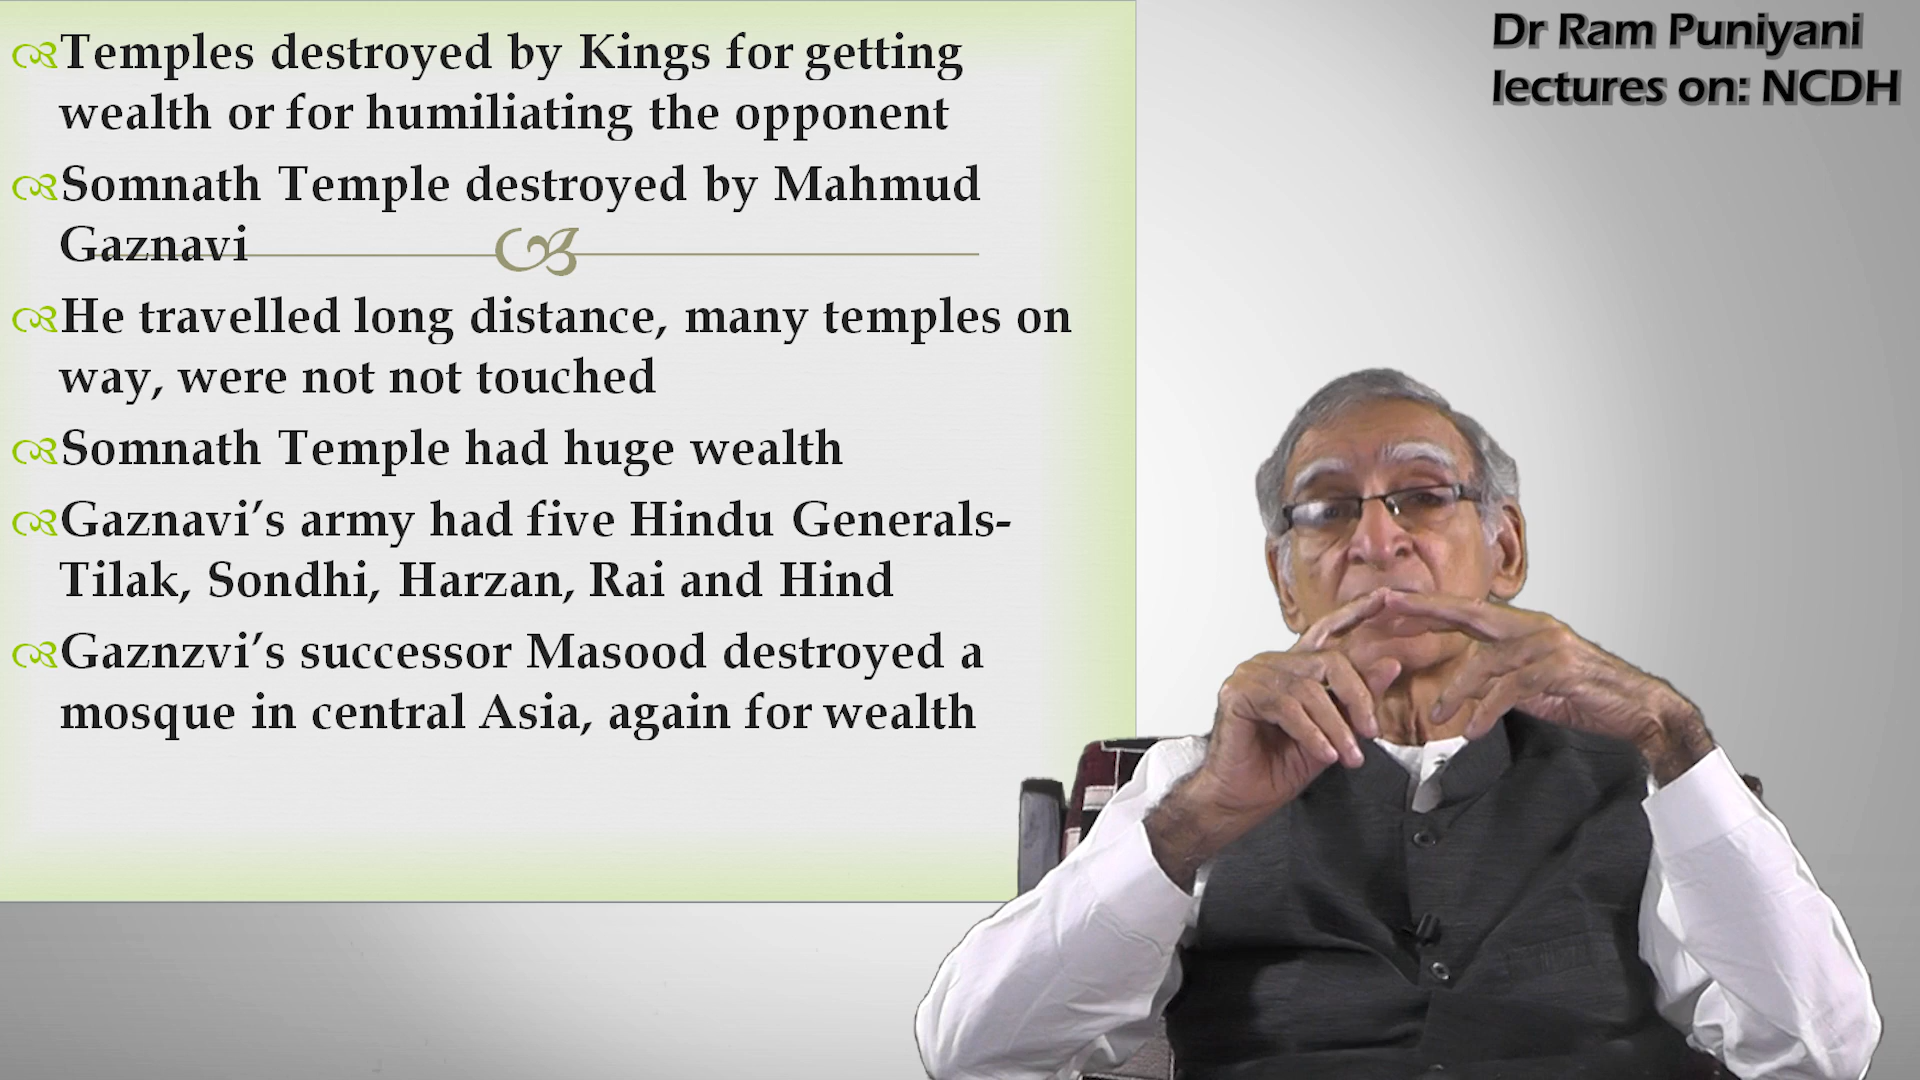 Temples destroyed by Kings for getting
wealth or for humiliating the opponent
Somnath Temple destroyed by Mahmud
Gaznavi
He travelled long distance, many temples on
way, were not not touched
Somnath Temple had huge wealth
Gaznavi's army had five Hindu Generals-
Tilak, Sondhi, Harzan, Rai and Hind
Gaznzvi's successor Masood destroyed a
mosque in central Asia, again for wealth
Dr Ram Puniyani
lectures on: NCDH